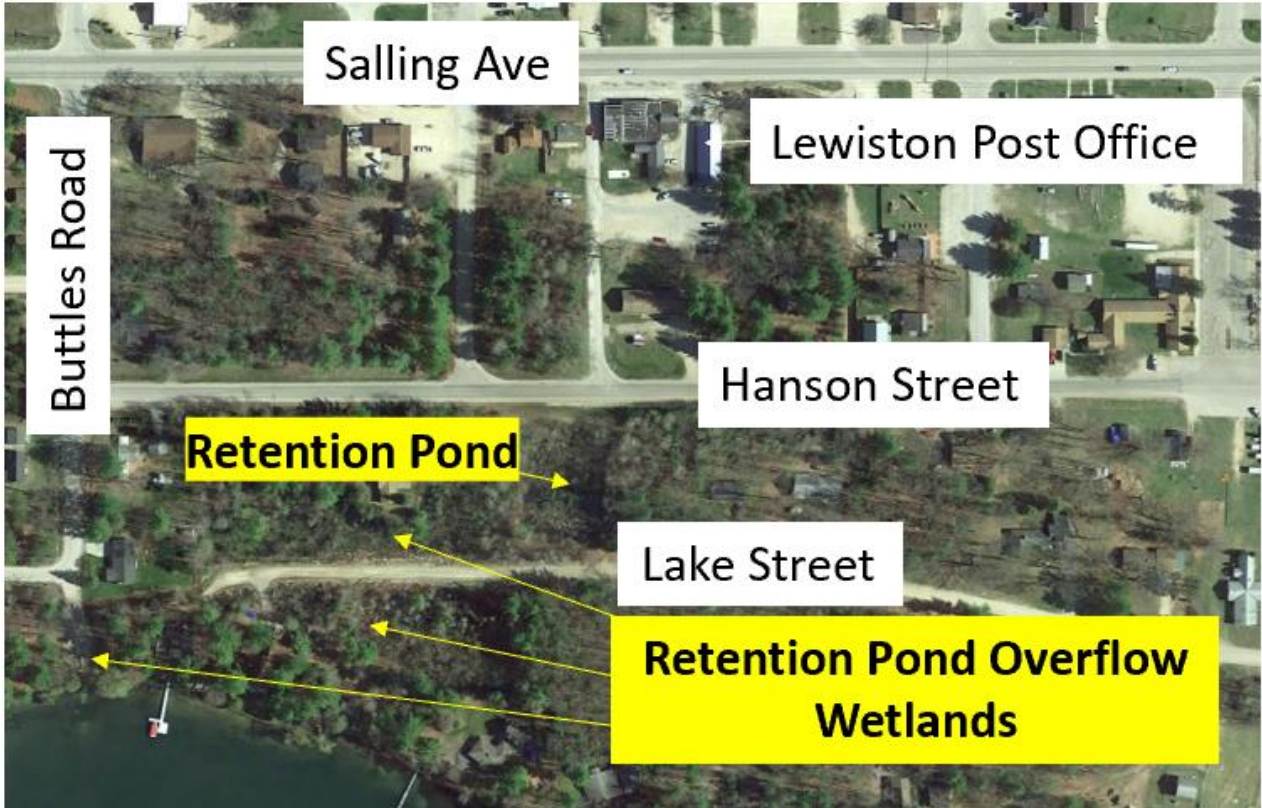 Salling Ave
Lewiston Post Office
Buttles Road
Hanson Street
Retention Pond
Lake Street
Retention Pond Overflow
Wetlands